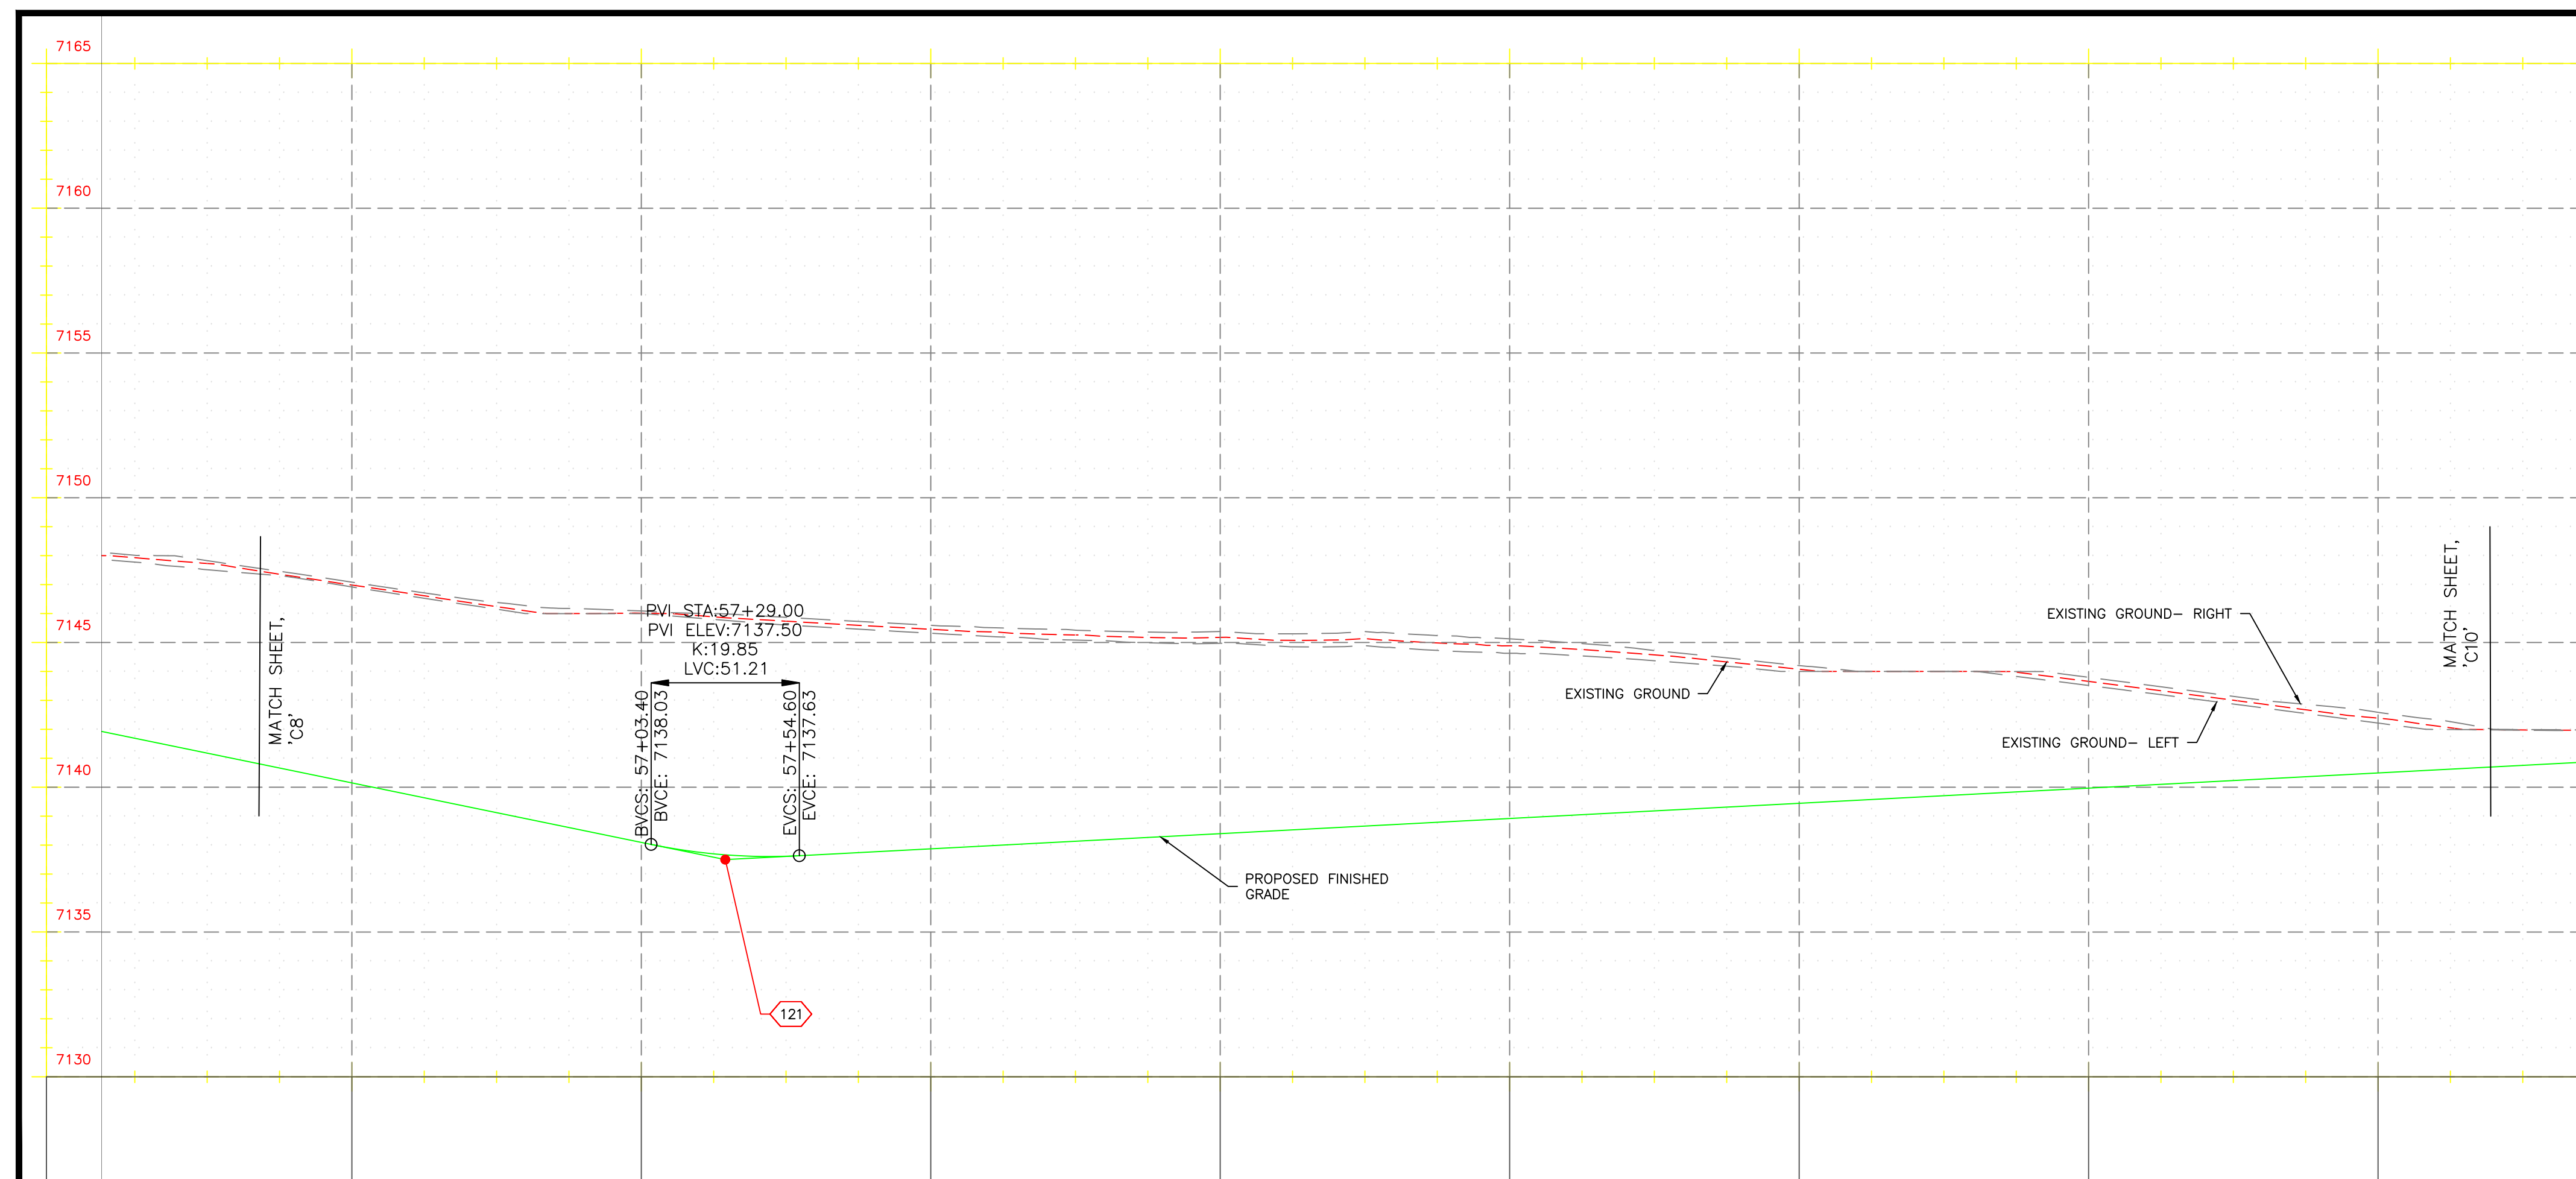 7165
7160
7155
7150
7145
7140
7135
7130
MATCH SHEET,
'C8'
PVI STA:57+29.00
PVI ELEV:7137.50
K:19.85
LVC:51.21
BVCS: 57+03.40
BVCE: 7138.03
EVCS: 57+54.60
EVCE: 7137.63
121
PROPOSED FINISHED
GRADE
EXISTING GROUND
EXISTING GROUND- RIGHT
EXISTING GROUND- LEFT
MATCH SHEET,
'C10'